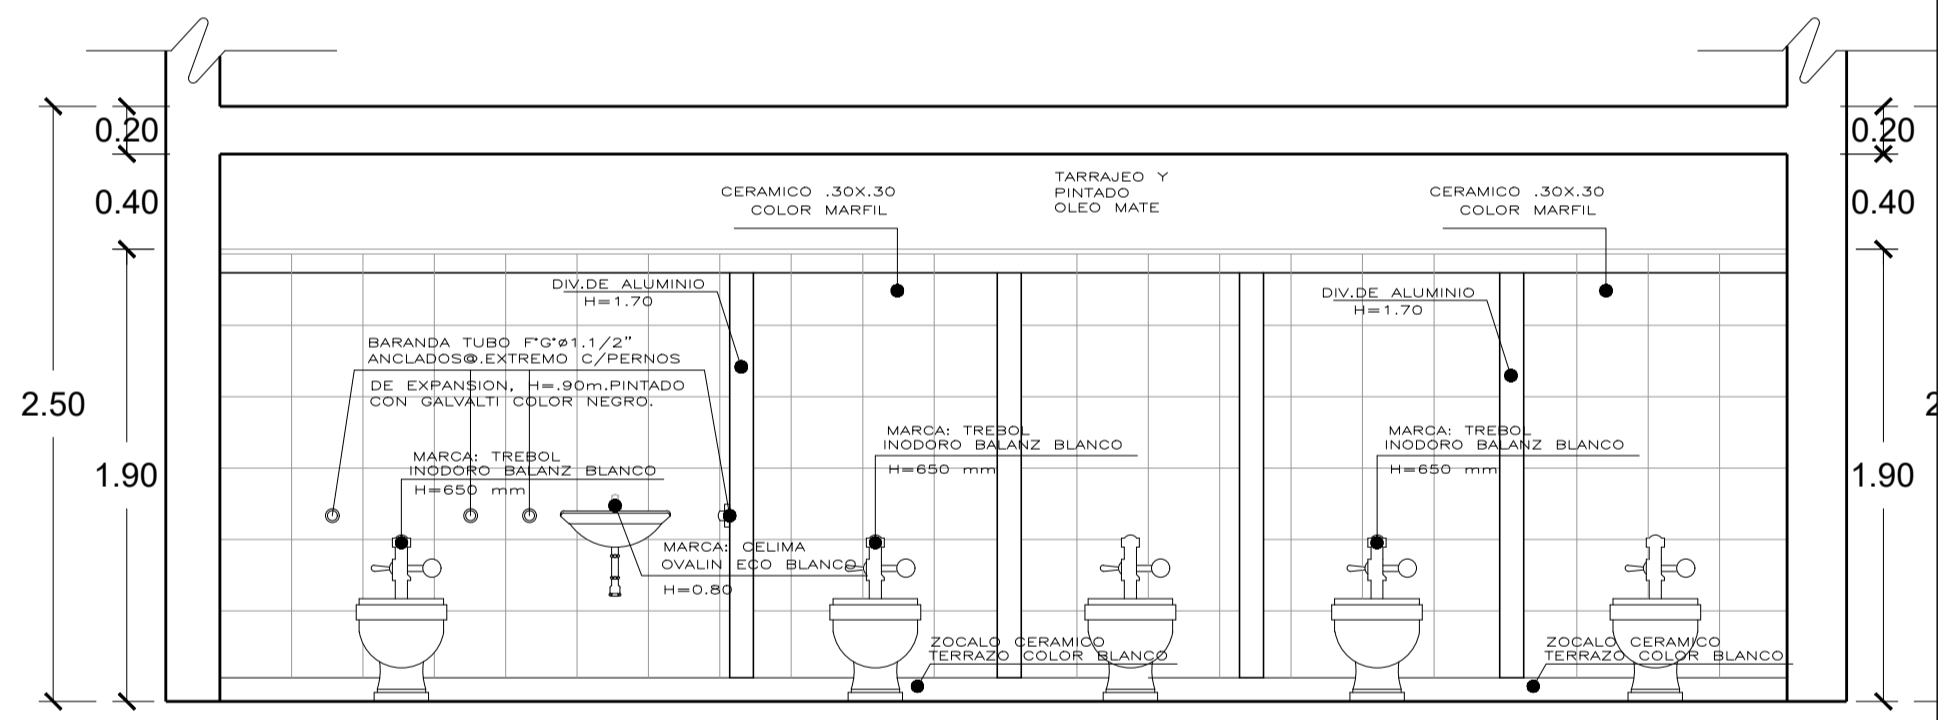 0.20
0.40
2.50
1.90
CERAMICO .30X.30
COLOR MARFIL
TARRAJEO Y
PINTADO
OLEO MATE
CERAMICO .30X.30
COLOR MARFIL
0.20
0.40
DIV.DE ALUMINIO
H=1.70
DIV.DE ALUMINIO
H=1.70
BARANDA TUBO F°G°ø1.1/2"
ANCLADOS@.EXTREMO C/PERNOS
DE EXPANSION, H=.90m.PINTADO
CON GALVALTI COLOR NEGRO.
MARCA: TREBOL
INODORO BALANZ BLANCO
H=650 mm
MARCA: TREBOL
INODORO BALANZ BLANCO
H=650 mm
MARCA: TREBOL
INODORO BALANZ BLANCO
H=650 mm
1.90
2
MARCA: CELIMA
OVALIN ECO BLANCO
H=0.80
ZOCALO CERAMICO
TERRAZO COLOR BLANCO
ZOCALO CERAMICO
TERRAZO COLOR BLANCO